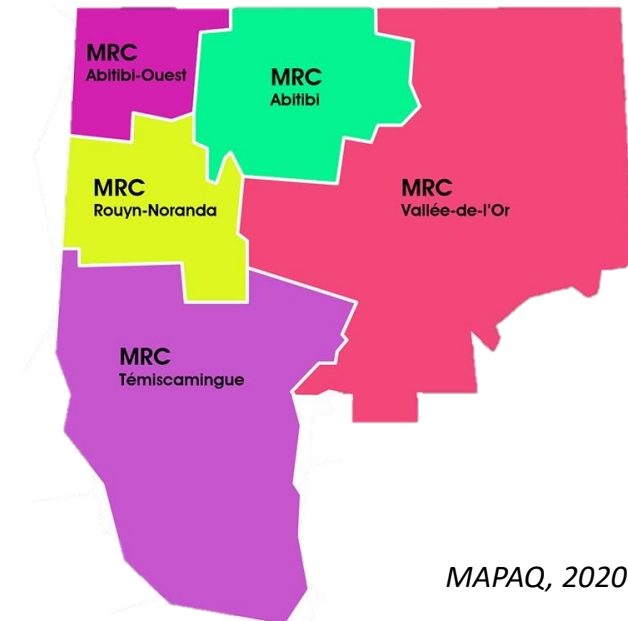 MRC
Abitibi-Ouest
MRC
Abitibi
MRC
Rouyn-Noranda
MRC
Vallée-de-l'Or
MRC
Témiscamingue
MAPAQ, 2020